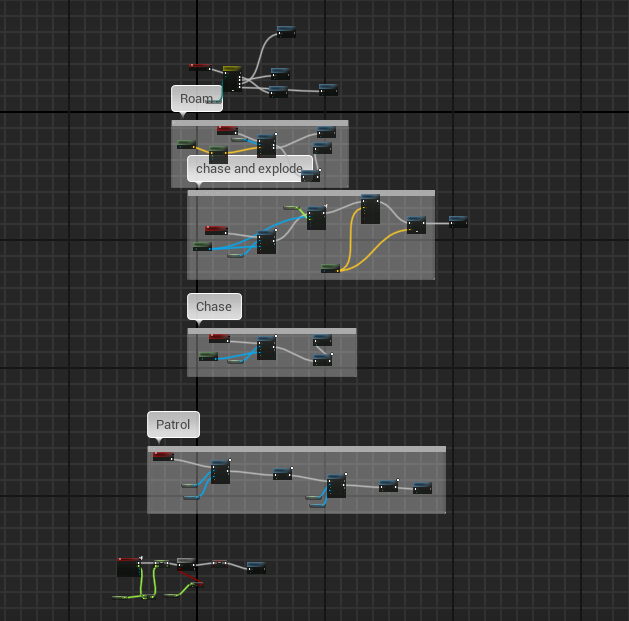 Roam
chase and explode
Chase
Patrol